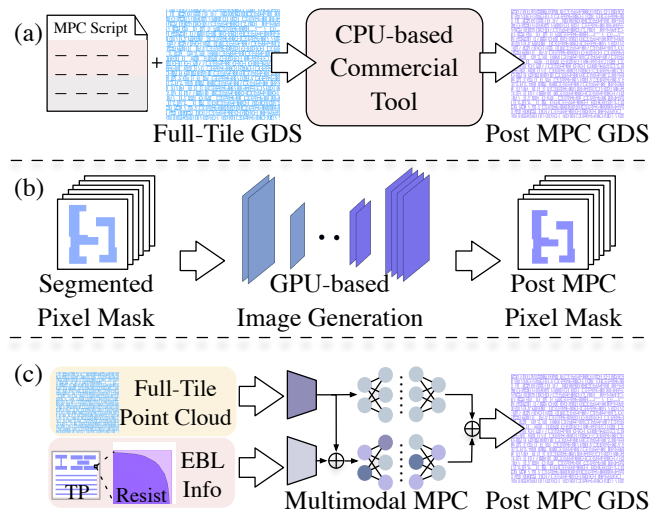 (a)
MPC Script
+
CPU-based
Commercial
Tool
Full-Tile GDS
Post MPC GDS
(b)
Segmented
Pixel Mask
GPU-based
Image Generation
Post MPC
Pixel Mask
(c)
Full-Tile
Point Cloud
TP
Resist
EBL
Info
Multimodal MPC
Post MPC GDS